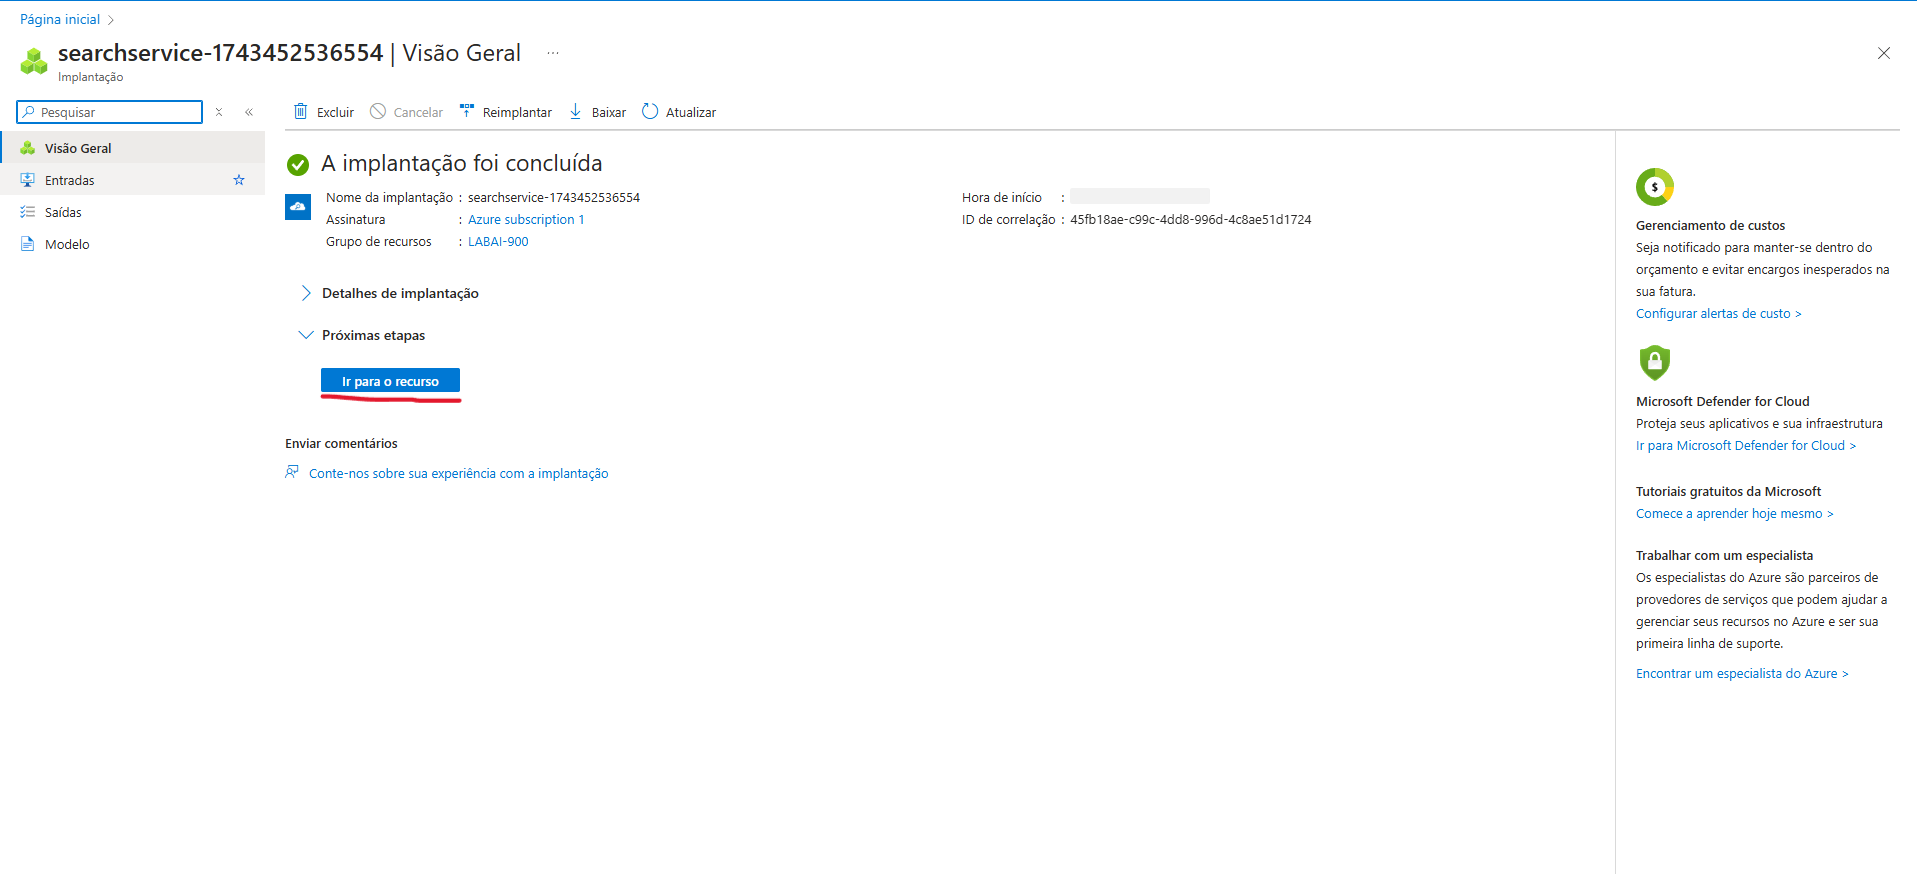 Página inicial
searchservice-1743452536554 | Visão Geral ...
Implantação
Pesquisar
Excluir Cancelar Reimplantar Baixar Atualizar
Visão Geral
Entradas
Saídas
Modelo
A implantação foi concluída
Nome da implantação : searchservice-1743452536554
Assinatura : Azure subscription 1
Grupo de recursos : LABAI-900
Hora de início :
ID de correlação : 45fb18ae-c99c-4dd8-996d-4c8ae51d1724
Detalhes de implantação
Próximas etapas
Ir para o recurso
Enviar comentários
Conte-nos sobre sua experiência com a implantação
$
Gerenciamento de custos
Seja notificado para manter-se dentro do
orçamento e evitar encargos inesperados na
sua fatura.
Configurar alertas de custo >
Microsoft Defender for Cloud
Proteja seus aplicativos e sua infraestrutura
Ir para Microsoft Defender for Cloud >
Tutoriais gratuitos da Microsoft
Comece a aprender hoje mesmo >
Trabalhar com um especialista
Os especialistas do Azure são parceiros de
provedores de serviços que podem ajudar a
gerenciar seus recursos no Azure e ser sua
primeira linha de suporte.
Encontrar um especialista do Azure >